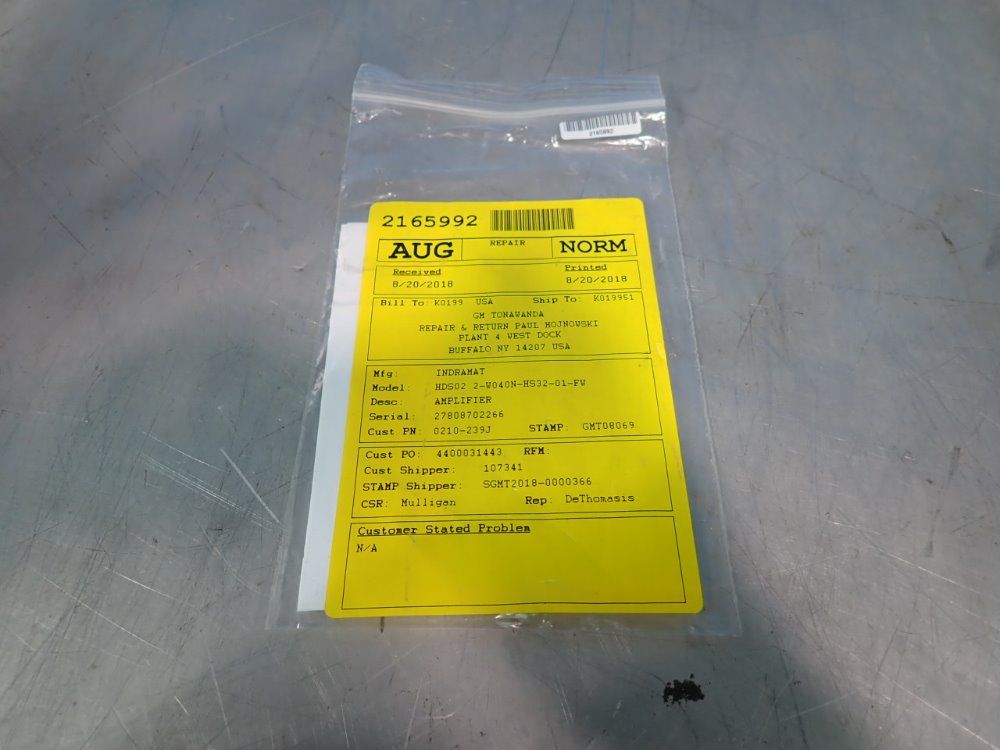 2165992
2165992
AUG REPAIR NORM
Received Printed
8/20/2018 8/20/2018
Bill To: K0199 USA Ship To: K019951
GM TONAWANDA
REPAIR & RETURN PAUL HOJNOWSKI
PLANT 4 WEST DOCK
BUFFALO NY 14207 USA
Mfg: INDRAMAT
Model: HDS02 2-W040N-HS32-01-FW
Desc: AMPLIFIER
Serial: 27808702266
Cust PN: 0210-239J STAMP: GMT08069
Cust PO: 4400031443 RFM:
Cust Shipper: 107341
STAMP Shipper: SGMT2018-0000366
CSR: Mulligan Rep: DeThomasis
Customer Stated Problem
N/A